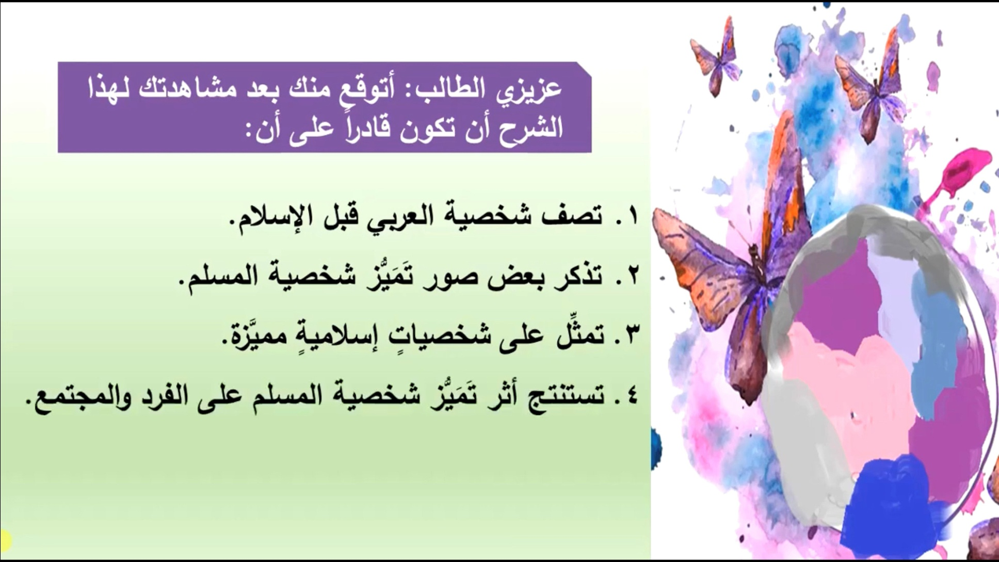 عزيزي الطالب: أتوقع منك بعد مشاهدتك لهذا
الشرح أن تكون قادراً على أن:
١. تصف شخصية العربي قبل الإسلام.
٢. تذكر بعض صور تَمَيُّز شخصية المسلم.
٣. تمثِّل على شخصياتٍ إسلاميةٍ مميَّزة.
٤. تستنتج أثر تَمَيُّز شخصية المسلم على الفرد والمجتمع.